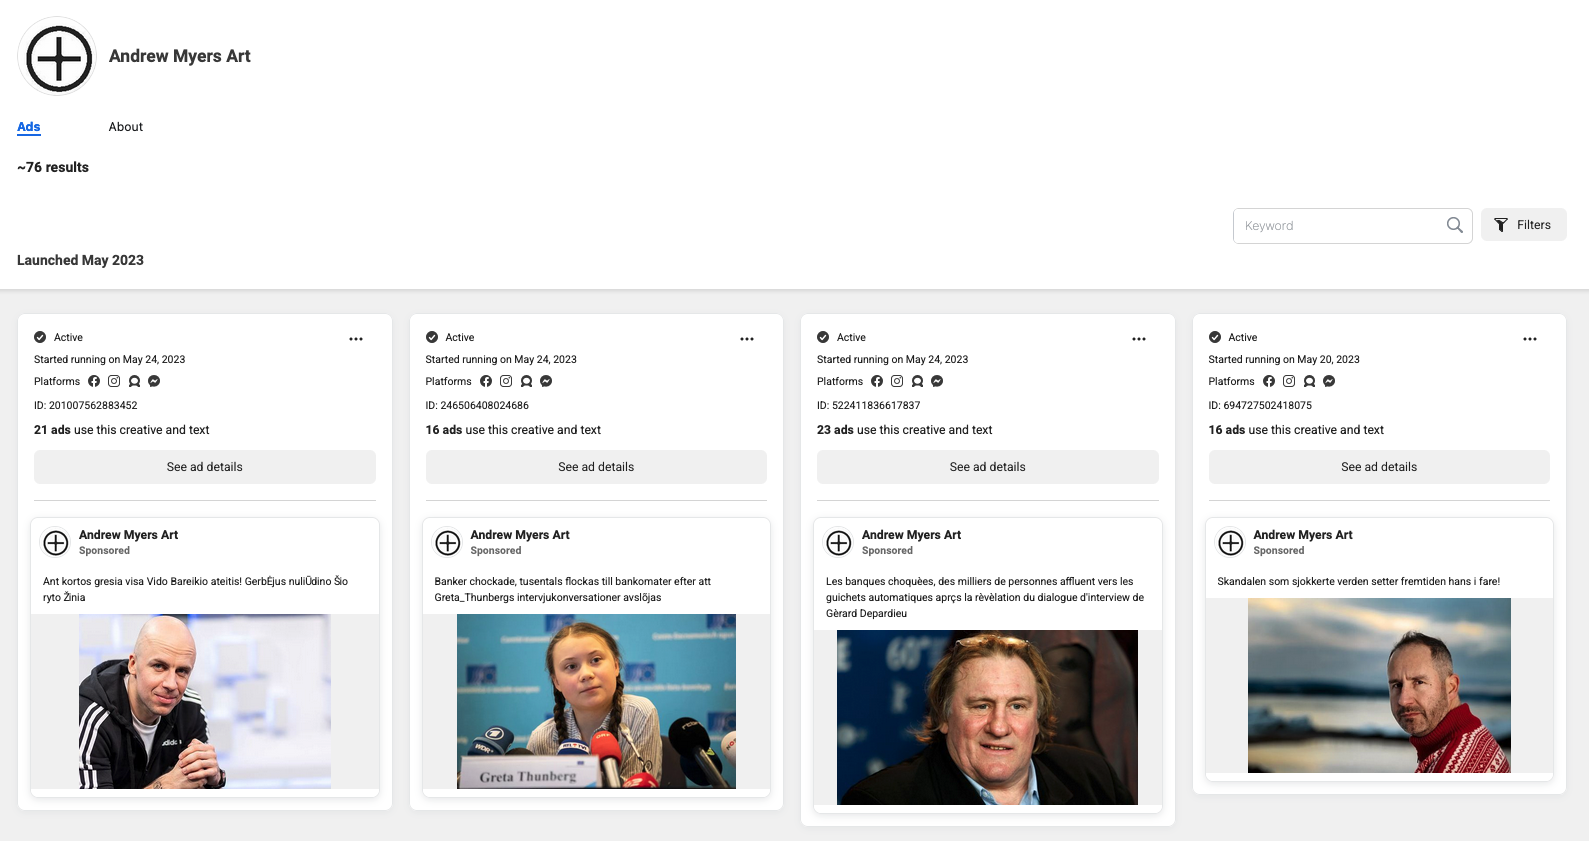 Andrew Myers Art
Ads About
~76 results
Keyword
Filters
Launched May 2023
Active
Started running on May 24, 2023
Platforms
ID: 201007562883452
21 ads use this creative and text
See ad details
Andrew Myers Art
Sponsored
Ant kortos gresia visa Vido Bareikio ateitis! GerbĖjus nuliŪdino Šio
ryto Žinia
adidas
Active
Started running on May 24, 2023
Platforms
ID: 246506408024686
16 ads use this creative and text
See ad details
Andrew Myers Art
Sponsored
Banker chockade, tusentals flockas till bankomater efter att
Greta_Thunbergs intervjukonversationer avslöjas
WDR
Greta Thunberg
Active
Started running on May 24, 2023
Platforms
ID: 522411836617837
23 ads use this creative and text
See ad details
Andrew Myers Art
Sponsored
Les banques choquèes, des milliers de personnes affluent vers les
guichets automatiques aprçs la rèvèlation du dialogue d'interview de
Gèrard Depardieu
60
Active
Started running on May 20, 2023
Platforms
ID: 694727502418075
16 ads use this creative and text
See ad details
Andrew Myers Art
Sponsored
Skandalen som sjokkerte verden setter fremtiden hans i fare!